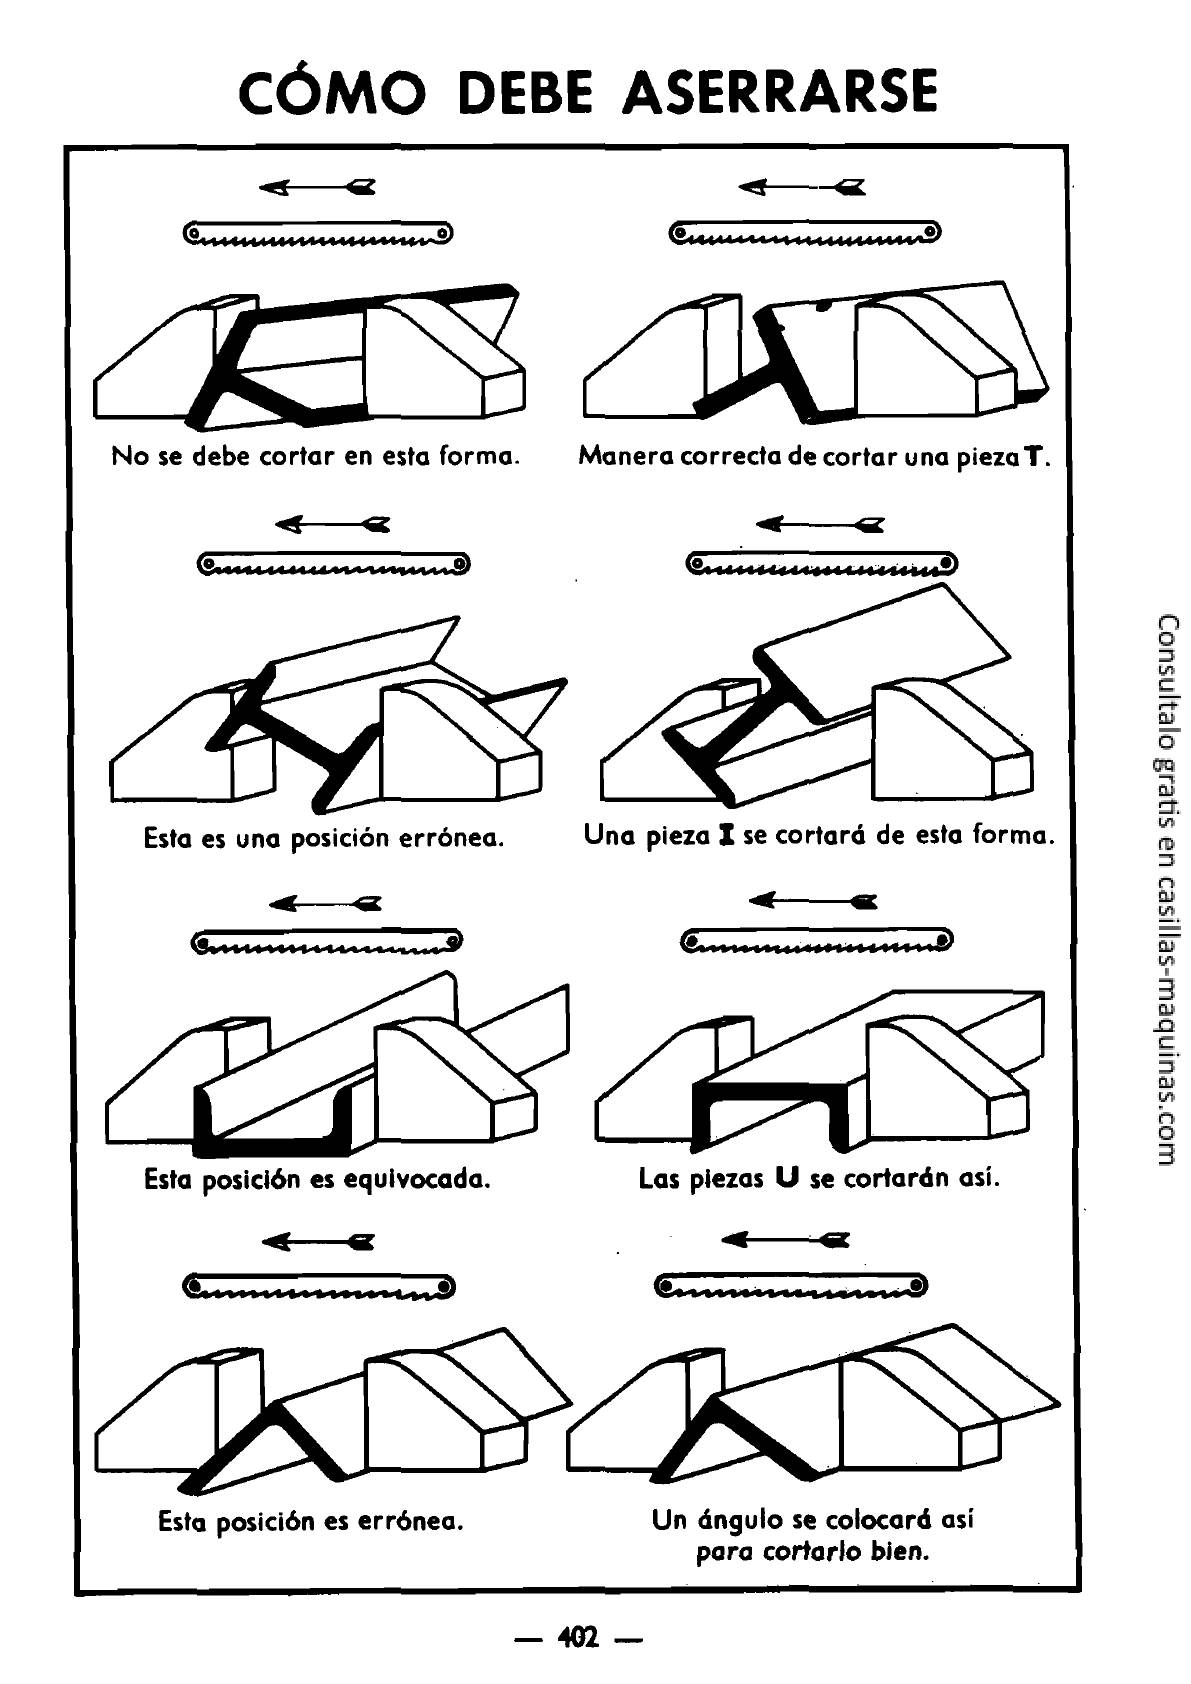 CÓMO DEBE ASERRARSE
No se debe cortar en esta forma.
Manera correcta de cortar una pieza T.
Esta es una posición errónea.
Una pieza I se cortará de esta forma.
Esta posición es equivocada.
Las piezas U se cortarán así.
Esta posición es errónea.
Un ángulo se colocará así
para cortarlo bien.
— 402 —
Consultalo gratis en casillas-maquinas.com